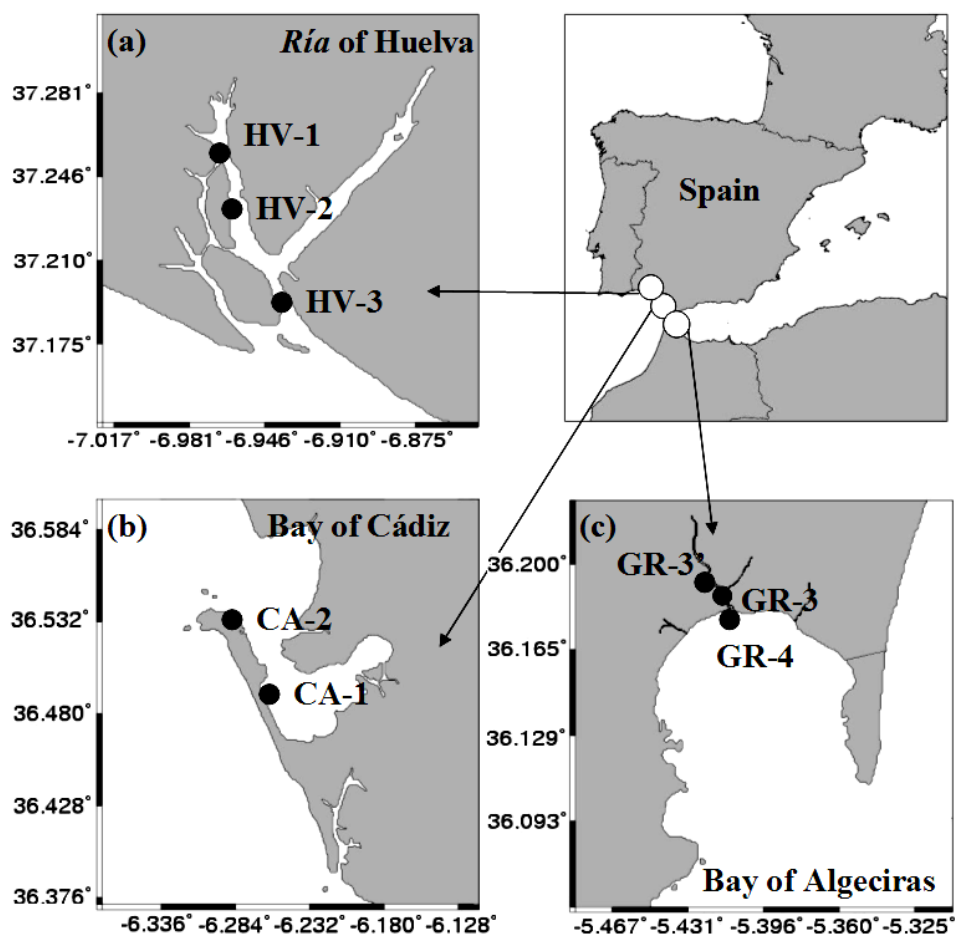 (a)
Ría of Huelva
37.281°
37.246°
37.210°
37.175°
HV-1
HV-2
HV-3
-7.017° -6.981° -6.946° -6.910° -6.875°
Spain
(b)
Bay of Cádiz
36.584°
36.532°
36.480°
36.428°
36.376°
CA-2
CA-1
-6.336° -6.284° -6.232° -6.180° -6.128°
(c)
36.200°
36.165°
36.129°
36.093°
GR-3’
GR-3
GR-4
Bay of Algeciras
-5.467° -5.431° -5.396° -5.360° -5.325°